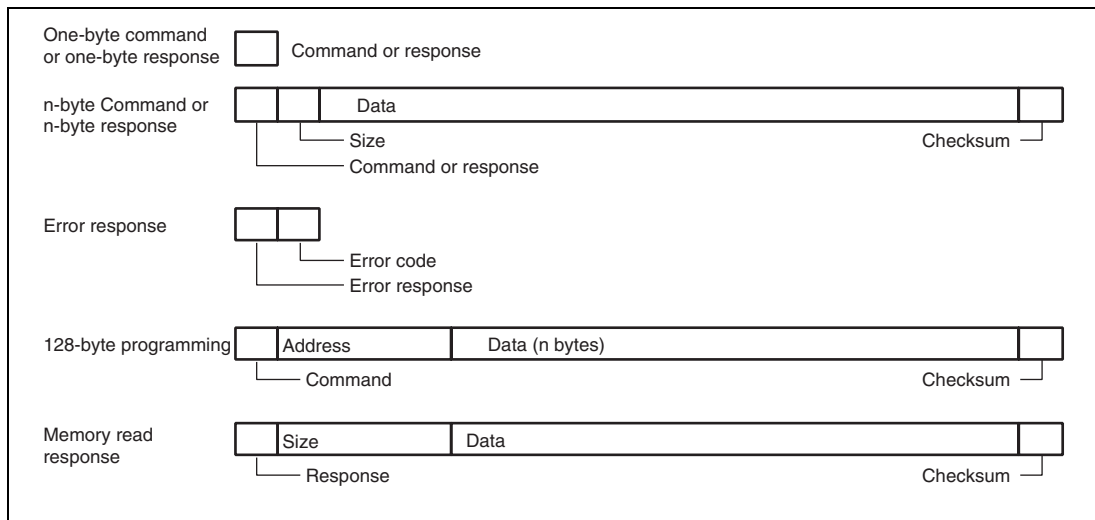 One-byte command
or one-byte response
Command or response
n-byte Command or
n-byte response
Data
Size
Checksum
Command or response
Error response
Error code
Error response
128-byte programming
Address
Data (n bytes)
Command
Checksum
Memory read
response
Size
Data
Response
Checksum